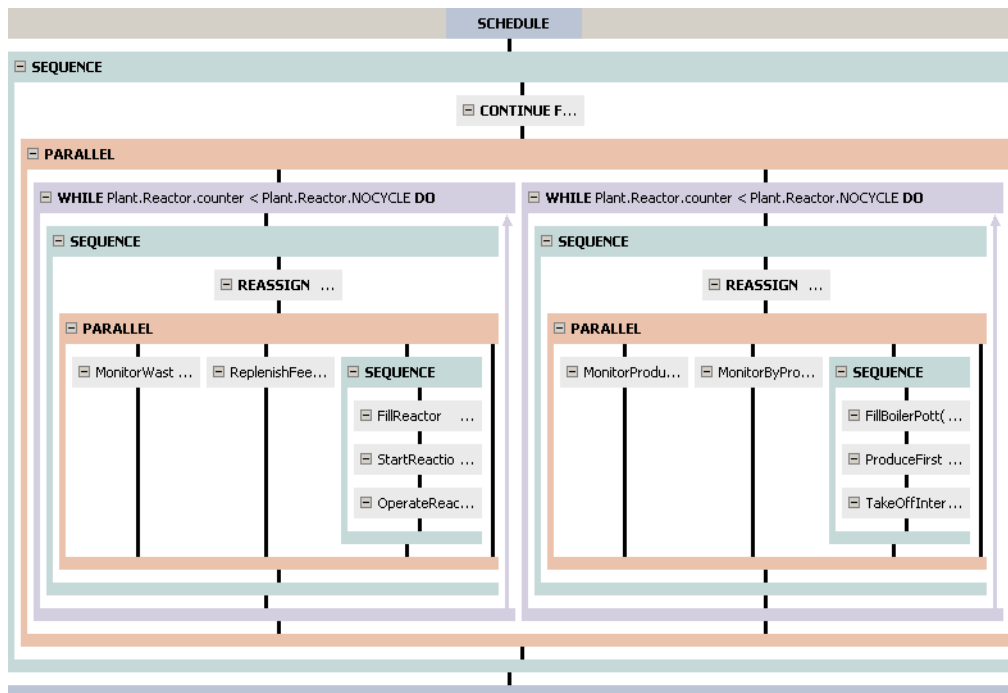 SCHEDULE
SEQUENCE
CONTINUE F...
PARALLEL
WHILE Plant.Reactor.counter < Plant.Reactor.NOCYCLE DO
SEQUENCE
REASSIGN ...
PARALLEL
MonitorWast ...
ReplenishFee...
SEQUENCE
FillReactor ...
StartReactio ...
OperateReac...
WHILE Plant.Reactor.counter < Plant.Reactor.NOCYCLE DO
SEQUENCE
REASSIGN ...
PARALLEL
MonitorProdu...
MonitorByPro...
SEQUENCE
FillBoilerPott( ...
ProduceFirst ...
TakeOffInter...